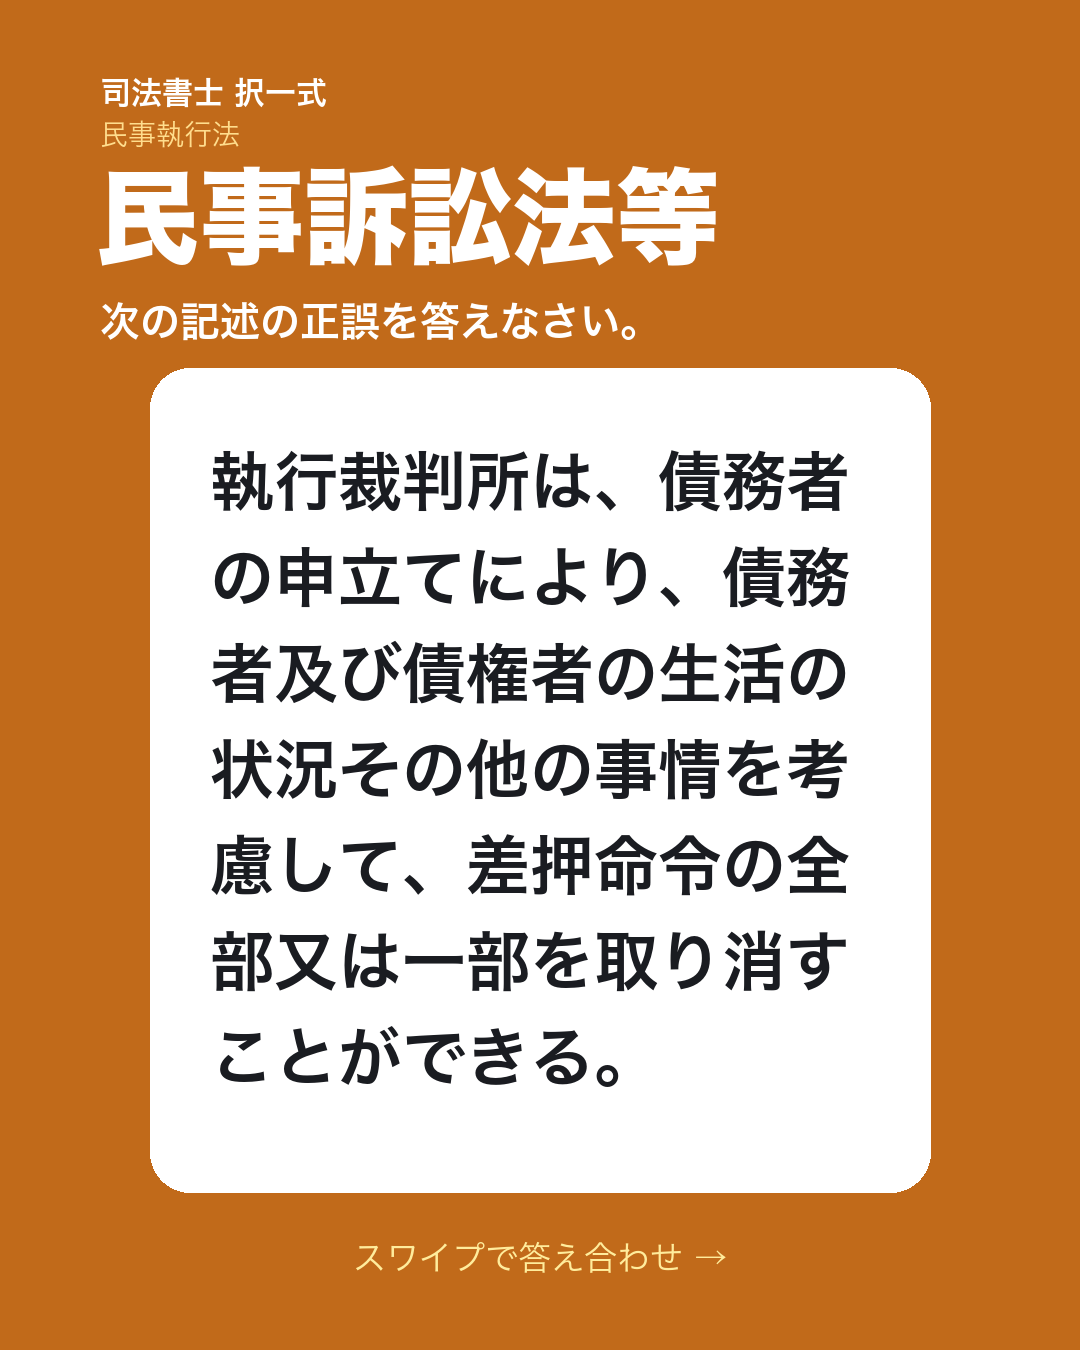 司法書士 択一式
民事執行法
民事訴訟法等
次の記述の正誤を答えなさい。
執行裁判所は、債務者
の申立てにより、債務
者及び債権者の生活の
状況その他の事情を考
慮して、差押命令の全
部又は一部を取り消す
ことができる。
スワイプで答え合わせ →